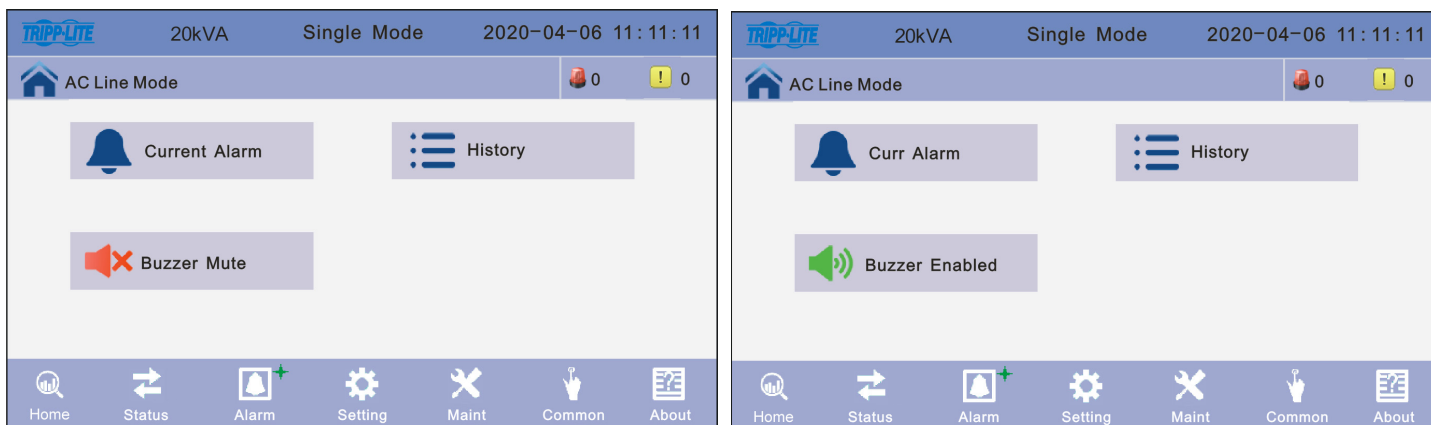 TRIPP-LITE 20kVA Single Mode 2020-04-06 11:11:11
AC Line Mode 0 ! 0
Current Alarm History
Buzzer Mute
Home Status Alarm Setting Maint Common About
TRIPP-LITE 20kVA Single Mode 2020-04-06 11:11:11
AC Line Mode 0 ! 0
Curr Alarm History
Buzzer Enabled
Home Status Alarm Setting Maint Common About